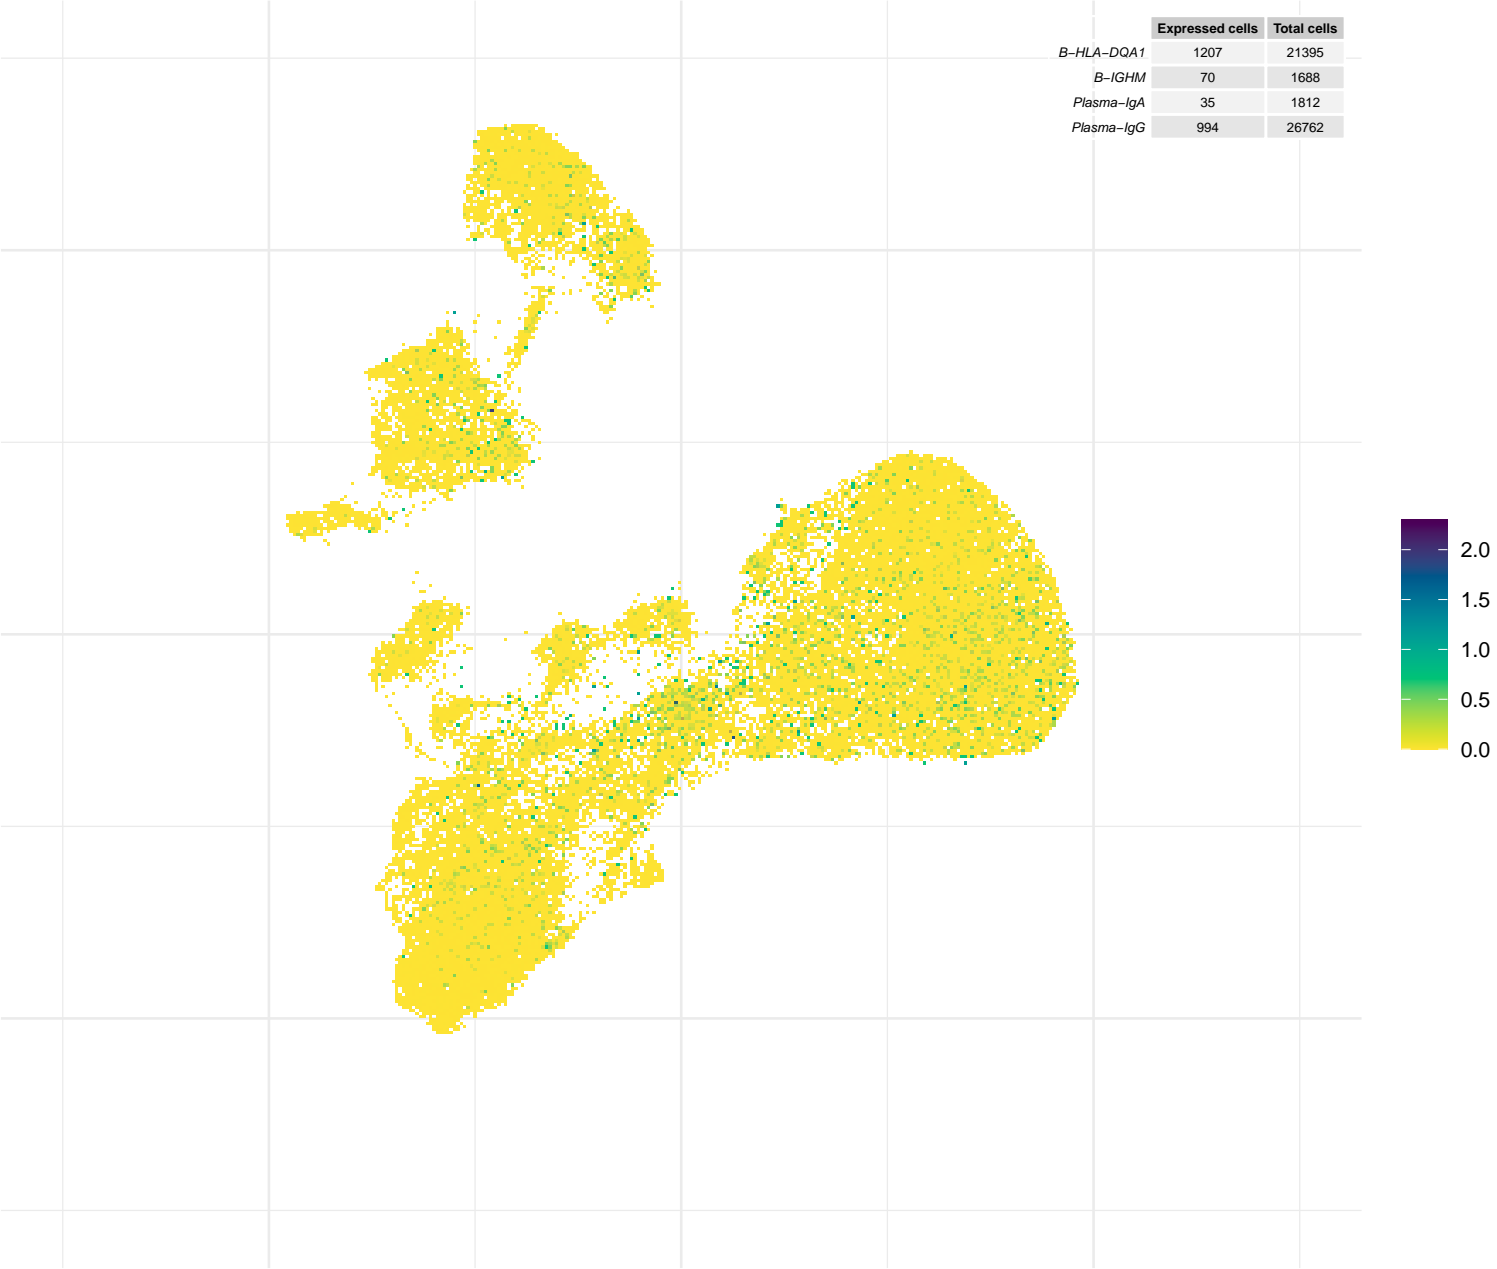 Expressed cells Total cells
B−HLA−DQA1 1207 21395
B−IGHM 70 1688
Plasma−IgA 35 1812
Plasma−IgG 994 26762
2.0
1.5
1.0
0.5
0.0